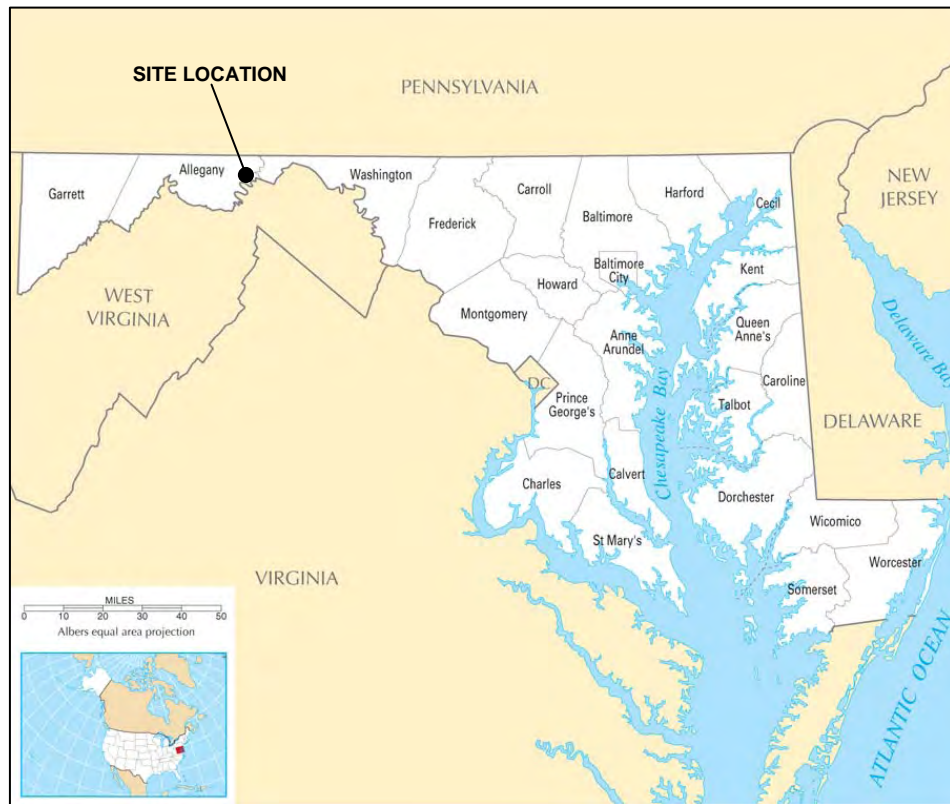 SITE LOCATION
PENNSYLVANIA
Garrett
Allegany
Washington
Frederick
Carroll
Baltimore
Harford
Cecil
NEW
JERSEY
Baltimore
City
Howard
Kent
Montgomery
WEST
VIRGINIA
Anne
Arundel
Queen
Anne's
Delaware Bay
DC
Prince
George's
Chesapeake Bay
Caroline
Talbot
DELAWARE
Charles
Calvert
Dorchester
St Mary's
Wicomico
Worcester
Somerset
VIRGINIA
ATLANTIC OCEAN
MILES
0 10 20 30 40 50
Albers equal area projection